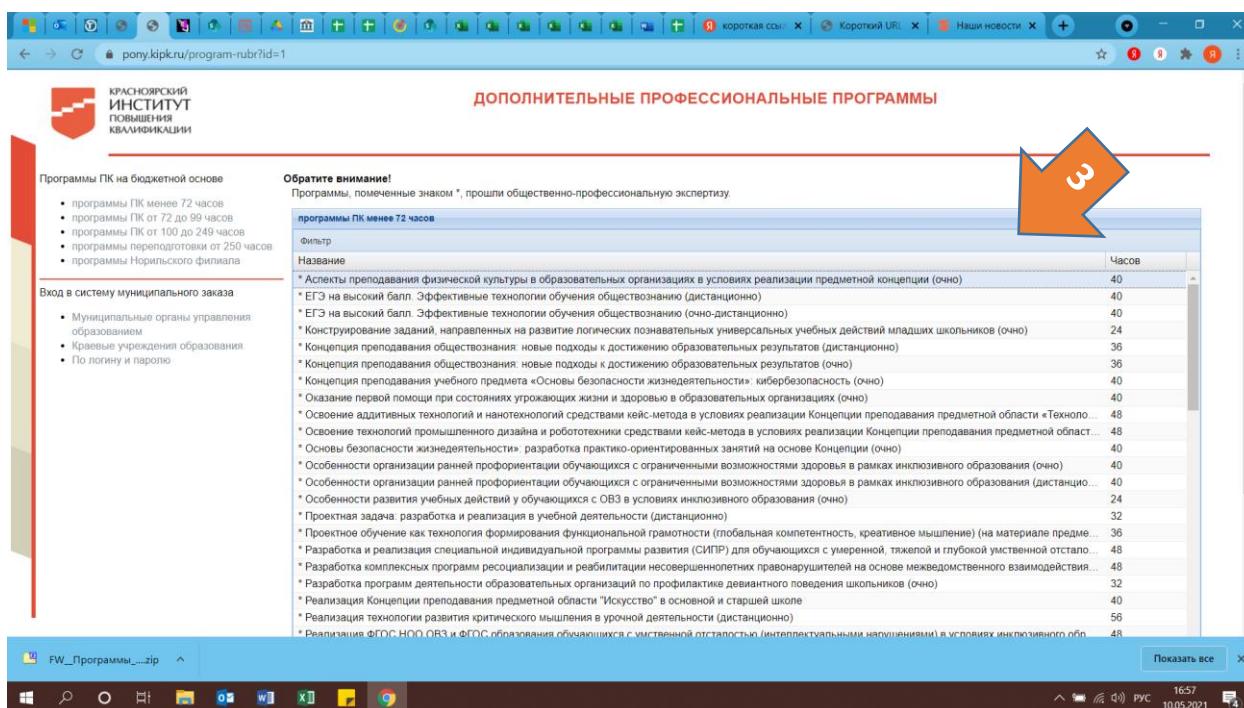 короткая ссы
Короткий URL
Наши новости
pony.kipk.ru/program-rubr?id=1
КРАСНОЯРСКИЙ
ИНСТИТУТ
ПОВЫШЕНИЯ
КВАЛИФИКАЦИИ
ДОПОЛНИТЕЛЬНЫЕ ПРОФЕССИОНАЛЬНЫЕ ПРОГРАММЫ
3
Программы ПК на бюджетной основе
программы ПК менее 72 часов
программы ПК от 72 до 99 часов
программы ПК от 100 до 249 часов
программы переподготовки от 250 часов
программы Норильского филиала
Вход в систему муниципального заказа
Муниципальные органы управления
образованием
Краевые учреждения образования
По логину и паролю
Обратите внимание!
Программы, помеченные знаком *, прошли общественно-профессиональную экспертизу.
программы ПК менее 72 часов
Фильтр
Название Часов
* Аспекты преподавания физической культуры в образовательных организациях в условиях реализации предметной концепции (очно) 40
* ЕГЭ на высокий балл. Эффективные технологии обучения обществознанию (дистанционно) 40
* ЕГЭ на высокий балл. Эффективные технологии обучения обществознанию (очно-дистанционно) 40
* Конструирование заданий, направленных на развитие логических познавательных универсальных учебных действий младших школьников (очно) 24
* Концепция преподавания обществознания: новые подходы к достижению образовательных результатов (дистанционно) 36
* Концепция преподавания обществознания: новые подходы к достижению образовательных результатов (очно) 36
* Концепция преподавания учебного предмета «Основы безопасности жизнедеятельности»: кибербезопасность (очно) 40
* Оказание первой помощи при состояниях угрожающих жизни и здоровью в образовательных организациях (очно) 40
* Освоение аддитивных технологий и нанотехнологий средствами кейс-метода в условиях реализации Концепции преподавания предметной области «Техноло... 48
* Освоение технологий промышленного дизайна и робототехники средствами кейс-метода в условиях реализации Концепции преподавания предметной област... 48
* Основы безопасности жизнедеятельности»: разработка практико-ориентированных занятий на основе Концепции (очно) 40
* Особенности организации ранней профориентации обучающихся с ограниченными возможностями здоровья в рамках инклюзивного образования (очно) 40
* Особенности организации ранней профориентации обучающихся с ограниченными возможностями здоровья в рамках инклюзивного образования (дистанцио... 40
* Особенности развития учебных действий у обучающихся с ОВЗ в условиях инклюзивного образования (очно) 24
* Проектная задача: разработка и реализация в учебной деятельности (дистанционно) 32
* Проектное обучение как технология формирования функциональной грамотности (глобальная компетентность, креативное мышление) (на материале предме... 36
* Разработка и реализация специальной индивидуальной программы развития (СИПР) для обучающихся с умеренной, тяжелой и глубокой умственной отстало... 48
* Разработка комплексных программ ресоциализации и реабилитации несовершеннолетних правонарушителей на основе межведомственного взаимодействия... 48
* Разработка программ деятельности образовательных организаций по профилактике девиантного поведения школьников (очно) 32
* Реализация Концепции преподавания предметной области "Искусство" в основной и старшей школе 40
* Реализация технологии развития критического мышления в урочной деятельности (дистанционно) 56
* Реализация ФГОС НОО ОВЗ и ФГОС образования обучающихся с умственной отсталостью (интеллектуальными нарушениями) в условиях инклюзивного обр... 48
FW__Программы_....zip
Показать все
РУС
16:57
10.05.2021